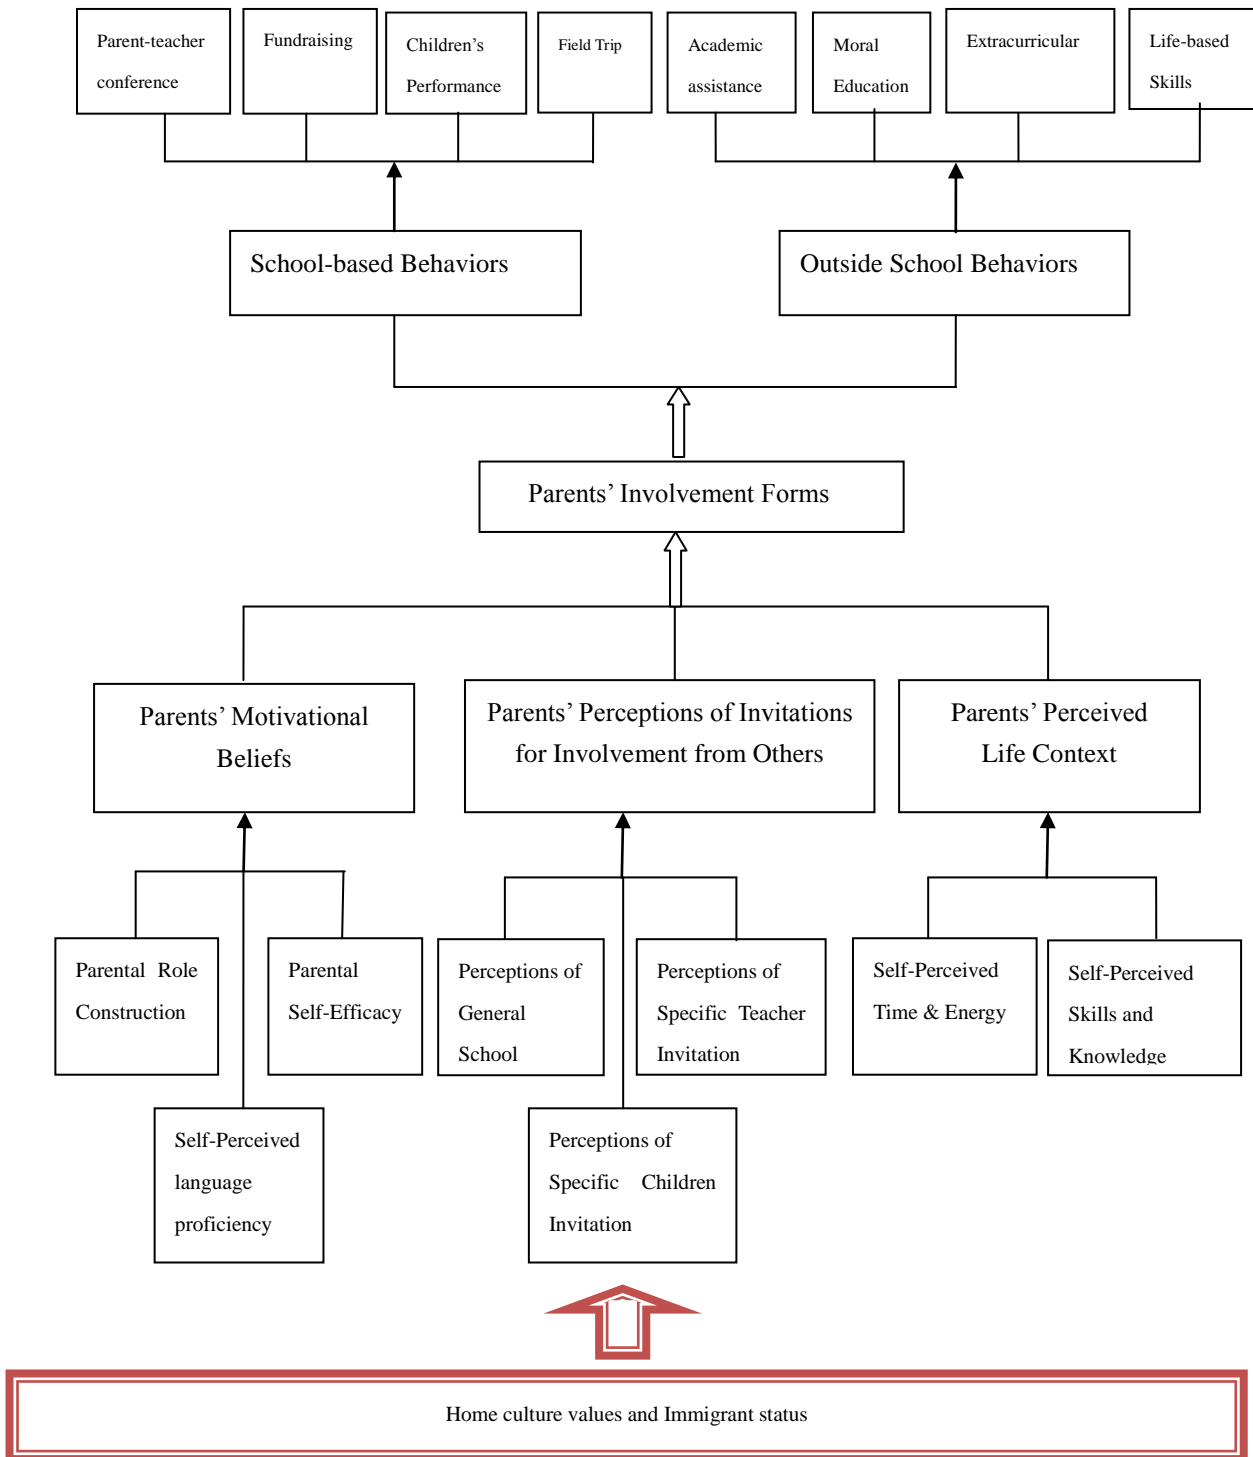 Parent-teacher
conference
Fundraising
Children’s
Performance
Field Trip
Academic
assistance
Moral
Education
Extracurricular
Life-based
Skills
School-based Behaviors
Outside School Behaviors
Parents’ Involvement Forms
Parents’ Motivational
Beliefs
Parents’ Perceptions of Invitations
for Involvement from Others
Parents’ Perceived
Life Context
Parental Role
Construction
Parental
Self-Efficacy
Perceptions of
General
School
Perceptions of
Specific Teacher
Invitation
Self-Perceived
Time & Energy
Self-Perceived
Skills and
Knowledge
Self-Perceived
language
proficiency
Perceptions of
Specific Children
Invitation
Home culture values and Immigrant status